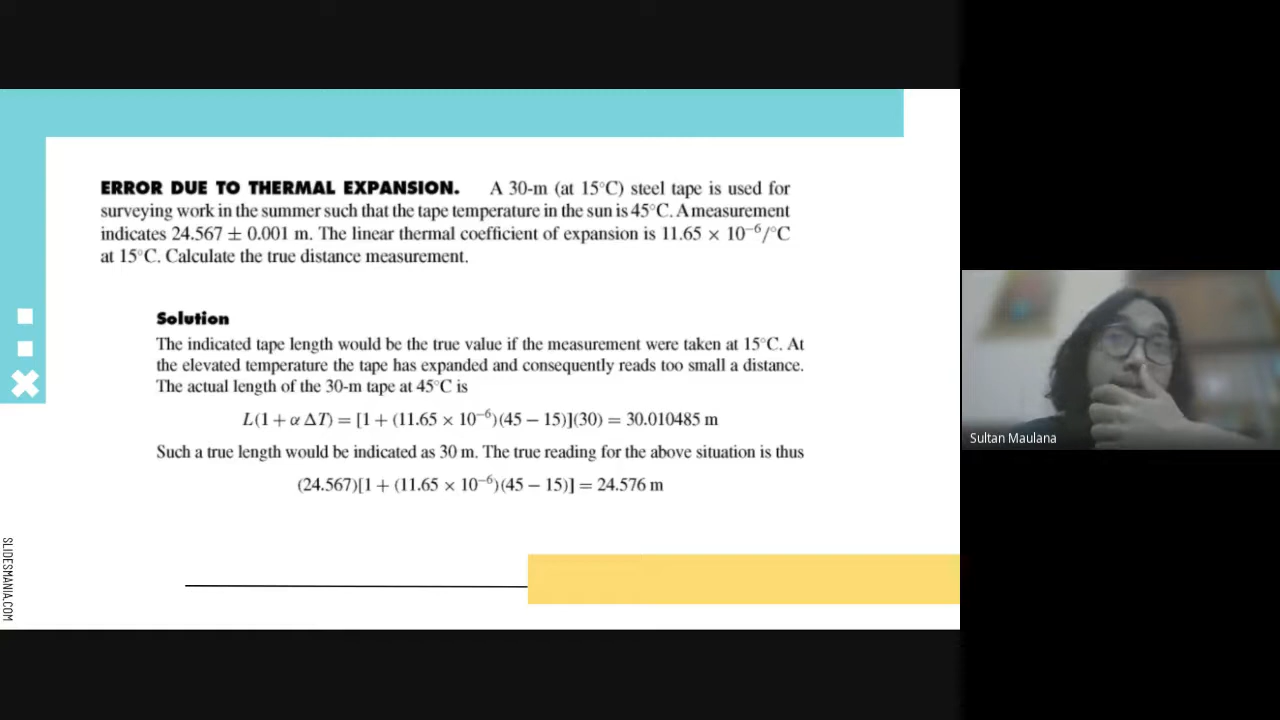 ERROR DUE TO THERMAL EXPANSION. A 30-m (at 15°C) steel tape is used for
surveying work in the summer such that the tape temperature in the sun is 45°C. A measurement
indicates 24.567 ± 0.001 m. The linear thermal coefficient of expansion is 11.65 × 10⁻⁶/°C
at 15°C. Calculate the true distance measurement.
Solution
The indicated tape length would be the true value if the measurement were taken at 15°C. At
the elevated temperature the tape has expanded and consequently reads too small a distance.
The actual length of the 30-m tape at 45°C is
L(1 + α ΔT) = [1 + (11.65 × 10⁻⁶)(45 − 15)](30) = 30.010485 m
Such a true length would be indicated as 30 m. The true reading for the above situation is thus
(24.567)[1 + (11.65 × 10⁻⁶)(45 − 15)] = 24.576 m
SLIDESMANIA.COM
Sultan Maulana